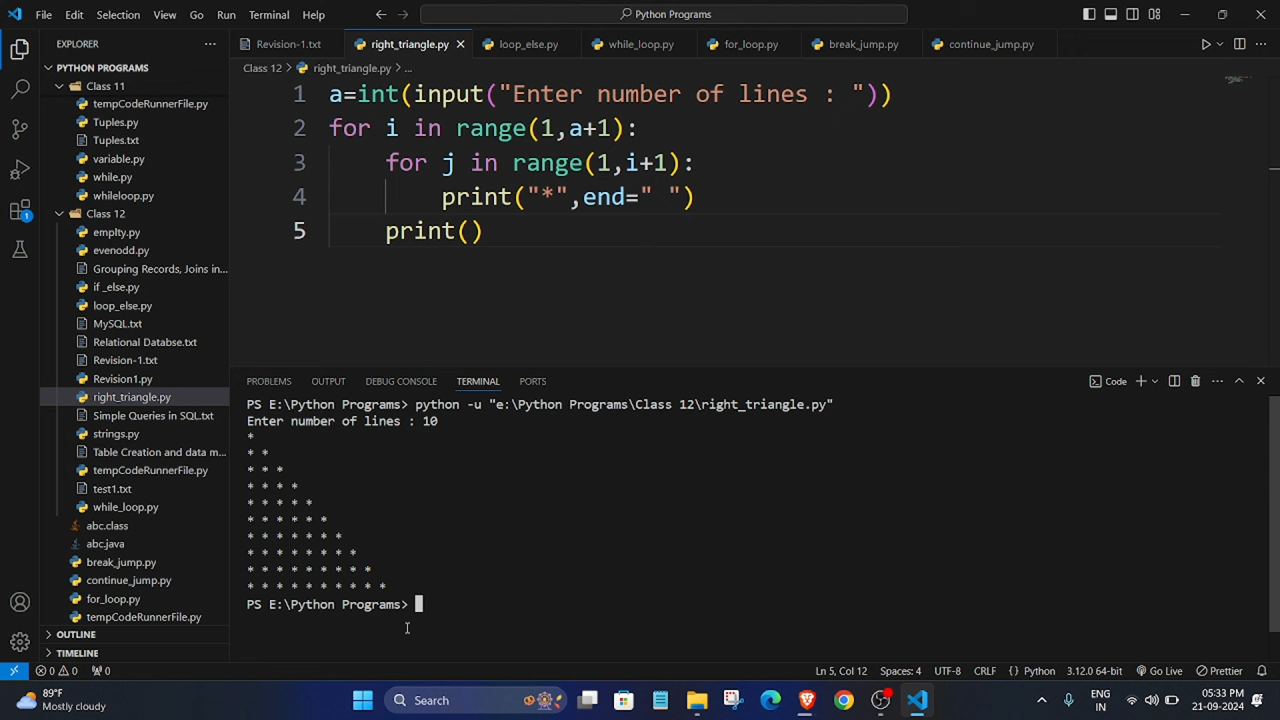 File Edit Selection View Go Run Terminal Help
Python Programs
EXPLORER
Revision-1.txt right_triangle.py loop_else.py while_loop.py for_loop.py break_jump.py continue_jump.py
PYTHON PROGRAMS
Class 11
tempCodeRunnerFile.py
Tuples.py
Tuples.txt
variable.py
while.py
whileloop.py
Class 12
emplty.py
evenodd.py
Grouping Records, Joins in...
if _else.py
loop_else.py
MySQL.txt
Relational Databse.txt
Revision-1.txt
Revision1.py
right_triangle.py
Simple Queries in SQL.txt
strings.py
Table Creation and data m...
tempCodeRunnerFile.py
test1.txt
while_loop.py
abc.class
abc.java
break_jump.py
continue_jump.py
for_loop.py
tempCodeRunnerFile.py
OUTLINE
TIMELINE
1
Class 12 > right_triangle.py > ...
1 a=int(input("Enter number of lines : "))
2 for i in range(1,a+1):
3 for j in range(1,i+1):
4 print("*",end=" ")
5 print()
PROBLEMS OUTPUT DEBUG CONSOLE TERMINAL PORTS
Code
PS E:\Python Programs> python -u "e:\Python Programs\Class 12\right_triangle.py"
Enter number of lines : 10
*
* *
* * *
* * * *
* * * * *
* * * * * *
* * * * * * *
* * * * * * * *
* * * * * * * * *
* * * * * * * * * *
PS E:\Python Programs>
0 0 0 Ln 5, Col 12 Spaces: 4 UTF-8 CRLF {} Python 3.12.0 64-bit Go Live Prettier
89°F
Mostly cloudy
Search
ENG
IN
05:33 PM
21-09-2024